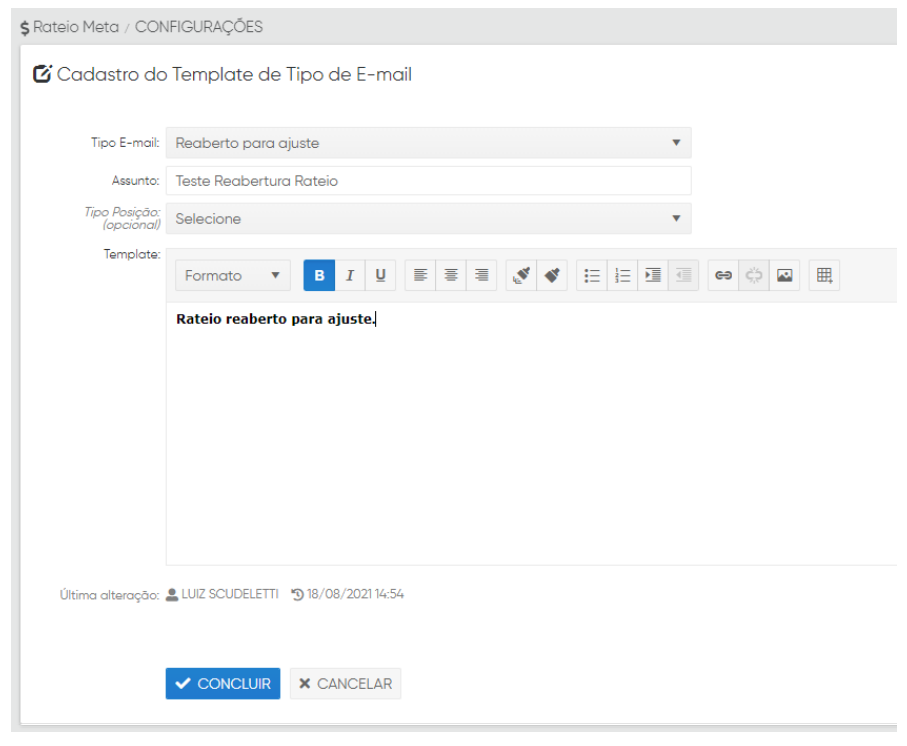 $ Rateio Meta / CONFIGURAÇÕES
Cadastro do Template de Tipo de E-mail
Tipo E-mail: Reaberto para ajuste
Assunto: Teste Reabertura Rateio
Tipo Posição: (opcional) Selecione
Template:
Formato B I U
Rateio reaberto para ajuste.
Última alteração: LUIZ SCUDELETTI 18/08/2021 14:54
CONCLUIR CANCELAR